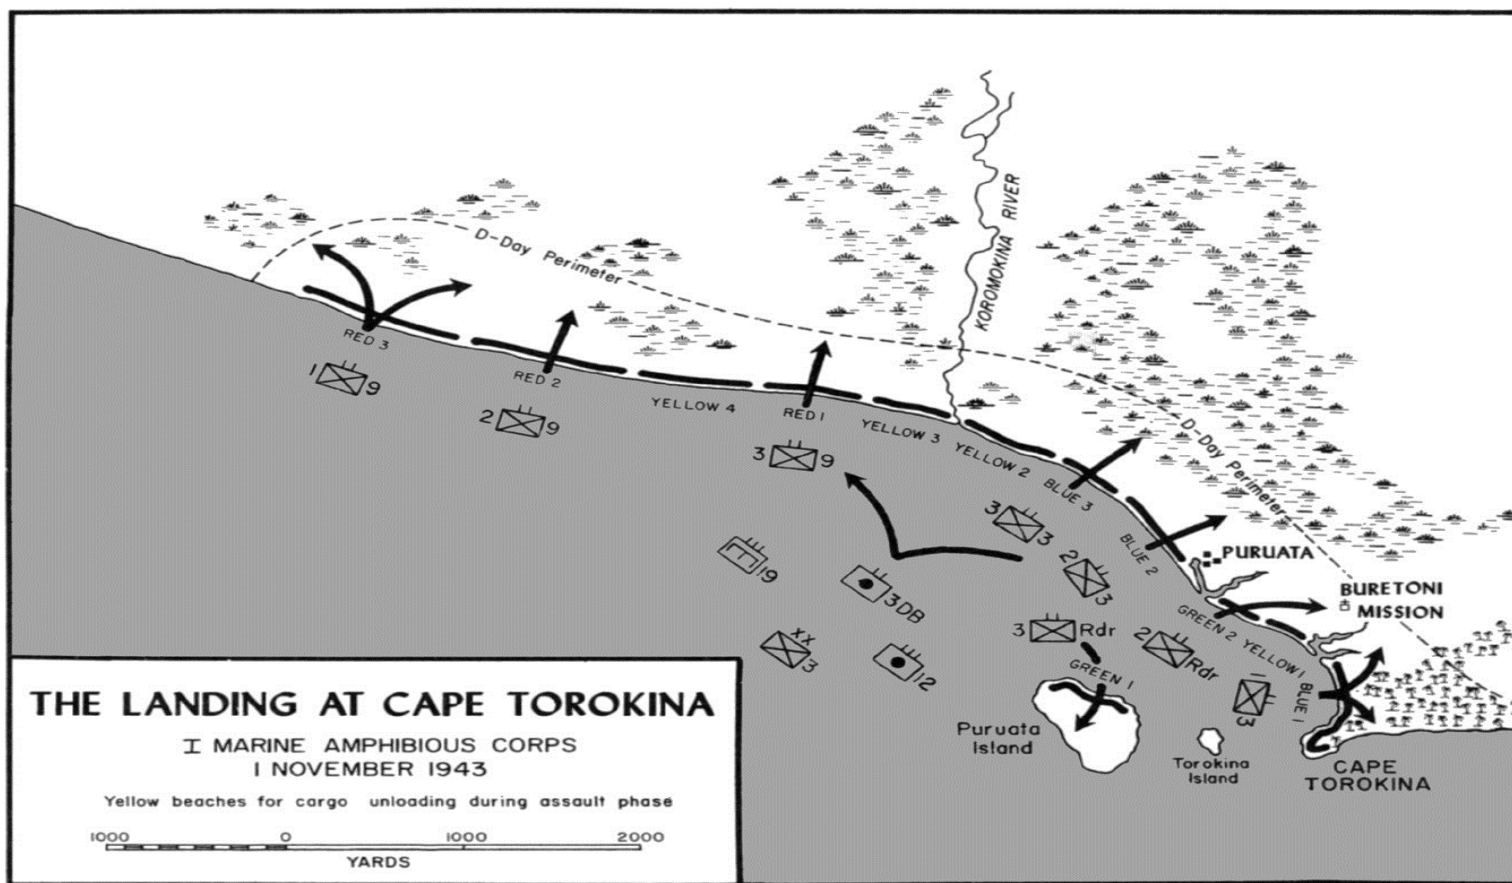 KOROMOKINA RIVER
D-Day Perimeter
RED 3
1 9
RED 2
2 9
YELLOW 4
RED 1
3 9
YELLOW 3
YELLOW 2
BLUE 3
3 3
D-Day Perimeter
BLUE 2
2 3
PURUATA
19
3 DB
BURETONI
MISSION
GREEN 2
YELLOW 1
3 Rdr
2 Rdr
XX
3
12
GREEN 1
BLUE 1
1 3
Puruata
Island
Torokina
Island
CAPE
TOROKINA
THE LANDING AT CAPE TOROKINA
I MARINE AMPHIBIOUS CORPS
1 NOVEMBER 1943
Yellow beaches for cargo unloading during assault phase
1000 0 1000 2000
YARDS